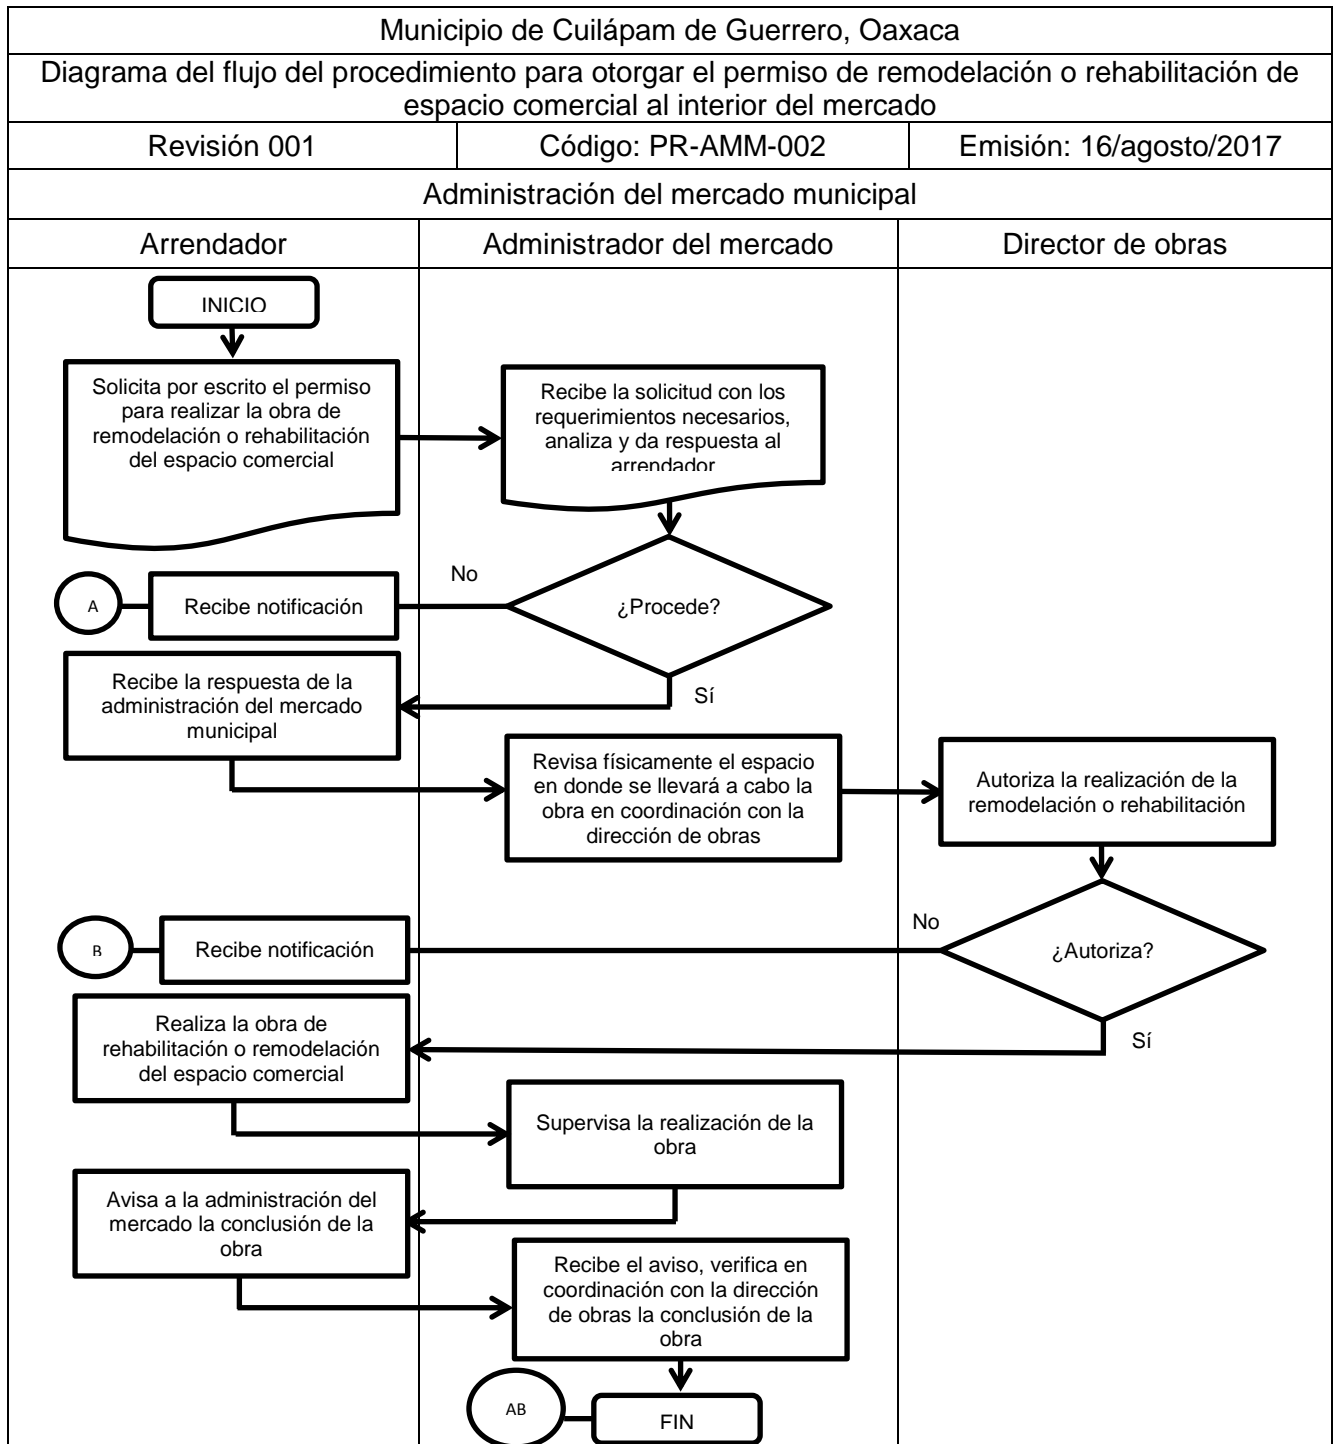 Municipio de Cuilápam de Guerrero, Oaxaca
Diagrama del flujo del procedimiento para otorgar el permiso de remodelación o rehabilitación de
espacio comercial al interior del mercado
Revisión 001
Código: PR-AMM-002
Emisión: 16/agosto/2017
Administración del mercado municipal
Arrendador
Administrador del mercado
Director de obras
INICIO
Solicita por escrito el permiso
para realizar la obra de
remodelación o rehabilitación
del espacio comercial
Recibe la solicitud con los
requerimientos necesarios,
analiza y da respuesta al
arrendador
No
A
Recibe notificación
¿Procede?
Recibe la respuesta de la
administración del mercado
municipal
Sí
Revisa físicamente el espacio
en donde se llevará a cabo la
obra en coordinación con la
dirección de obras
Autoriza la realización de la
remodelación o rehabilitación
No
B
Recibe notificación
¿Autoriza?
Realiza la obra de
rehabilitación o remodelación
del espacio comercial
Sí
Supervisa la realización de la
obra
Avisa a la administración del
mercado la conclusión de la
obra
Recibe el aviso, verifica en
coordinación con la dirección
de obras la conclusión de la
obra
AB
FIN